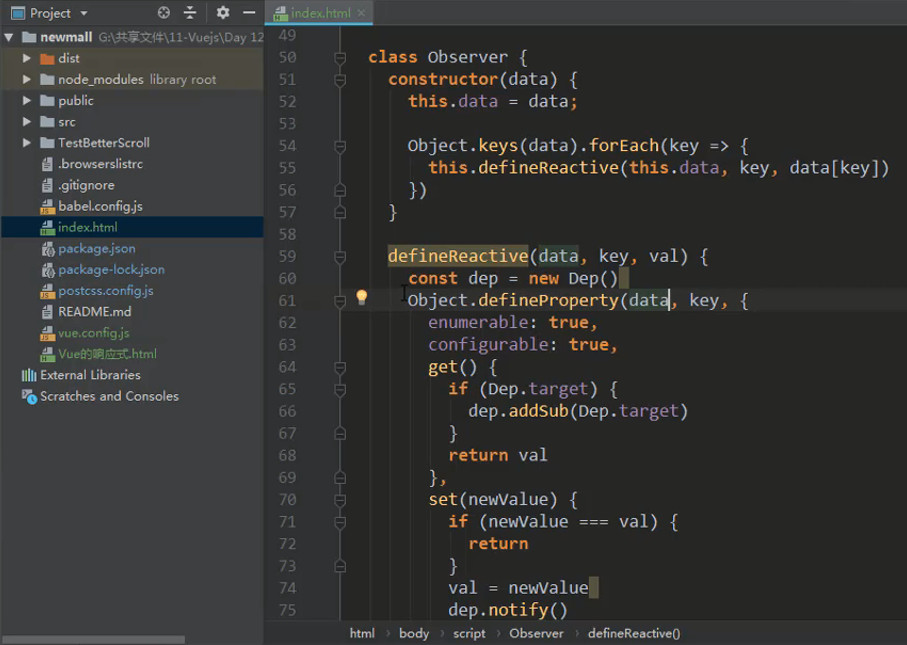 Project
index.html
newmall G:\共享文件\11-Vuejs\Day 12
dist
node_modules library root
public
src
TestBetterScroll
.browserslistrc
.gitignore
babel.config.js
index.html
package.json
package-lock.json
postcss.config.js
README.md
vue.config.js
Vue的响应式.html
External Libraries
Scratches and Consoles
49
50 class Observer {
51 constructor(data) {
52 this.data = data;
53
54 Object.keys(data).forEach(key => {
55 this.defineReactive(this.data, key, data[key])
56 })
57 }
58
59 defineReactive(data, key, val) {
60 const dep = new Dep()
61 Object.defineProperty(data, key, {
62 enumerable: true,
63 configurable: true,
64 get() {
65 if (Dep.target) {
66 dep.addSub(Dep.target)
67 }
68 return val
69 },
70 set(newValue) {
71 if (newValue === val) {
72 return
73 }
74 val = newValue
75 dep.notify()
html › body › script › Observer › defineReactive()